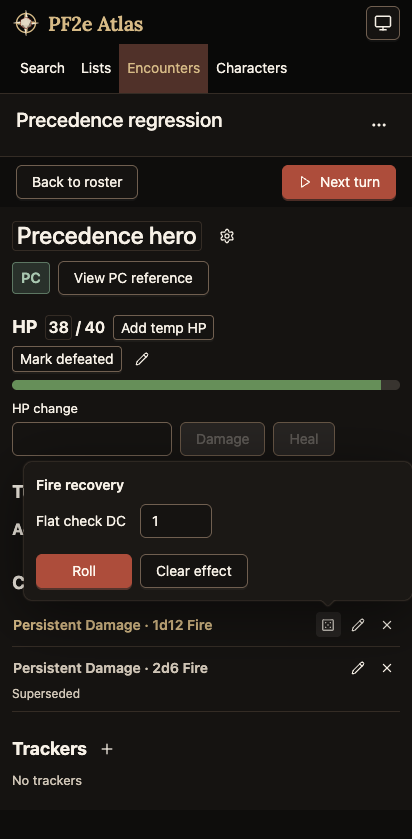 PF2e Atlas
Search Lists Encounters Characters
Precedence regression
...
Back to roster Next turn
Precedence hero
PC View PC reference
HP 38 / 40 Add temp HP
Mark defeated
HP change
Damage Heal
Fire recovery
Flat check DC 1
Roll Clear effect
Persistent Damage · 1d12 Fire
Persistent Damage · 2d6 Fire
Superseded
Trackers +
No trackers